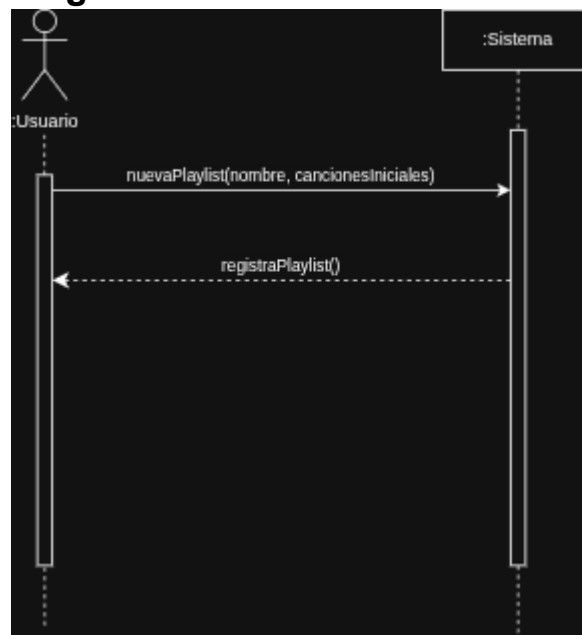 :Sistema
:Usuario
nuevaPlaylist(nombre, cancionesIniciales)
registraPlaylist()